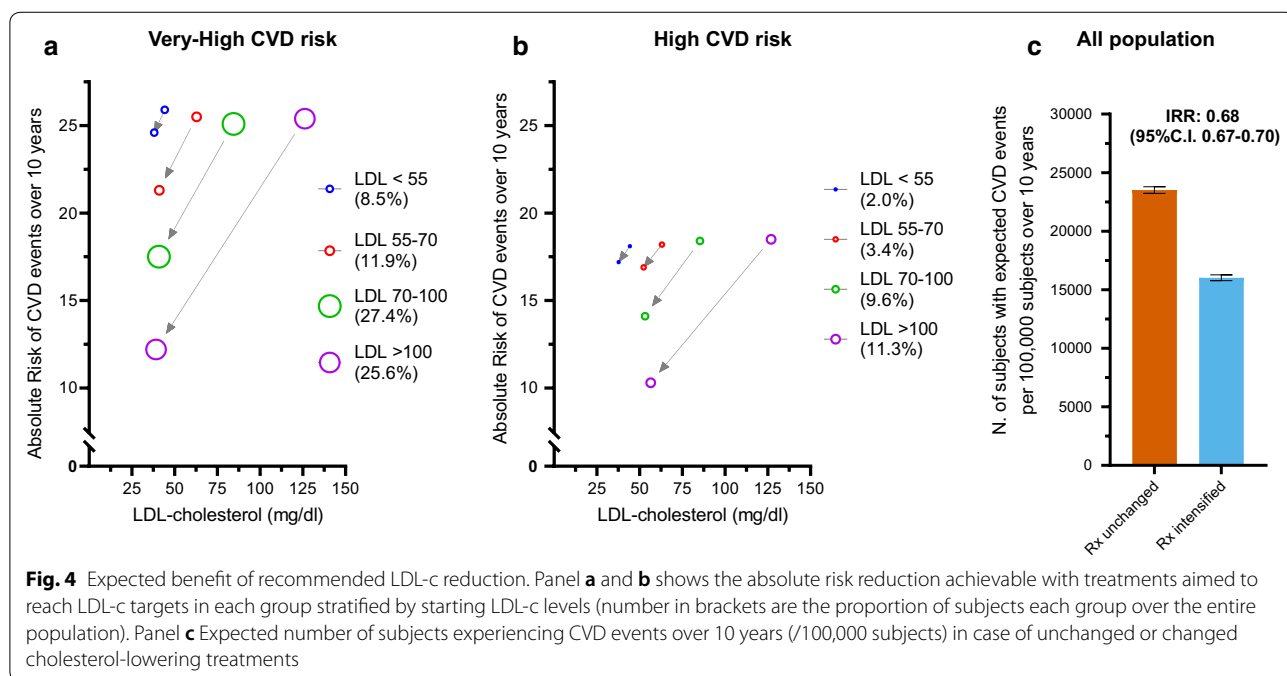 a
Very-High CVD risk
Absolute Risk of CVD events over 10 years
25
20
15
10
0
25 50 75 100 125 150
LDL-cholesterol (mg/dl)
LDL < 55
(8.5%)
LDL 55-70
(11.9%)
LDL 70-100
(27.4%)
LDL >100
(25.6%)
b
High CVD risk
Absolute Risk of CVD events over 10 years
25
20
15
10
0
25 50 75 100 125 150
LDL-cholesterol (mg/dl)
LDL < 55
(2.0%)
LDL 55-70
(3.4%)
LDL 70-100
(9.6%)
LDL >100
(11.3%)
c
All population
N. of subjects with expected CVD events
per 100,000 subjects over 10 years
30000
25000
20000
15000
10000
5000
0
IRR: 0.68
(95%C.I. 0.67-0.70)
Rx unchanged
Rx intensified
Fig. 4 Expected benefit of recommended LDL-c reduction. Panel a and b shows the absolute risk reduction achievable with treatments aimed to
reach LDL-c targets in each group stratified by starting LDL-c levels (number in brackets are the proportion of subjects each group over the entire
population). Panel c Expected number of subjects experiencing CVD events over 10 years (/100,000 subjects) in case of unchanged or changed
cholesterol-lowering treatments